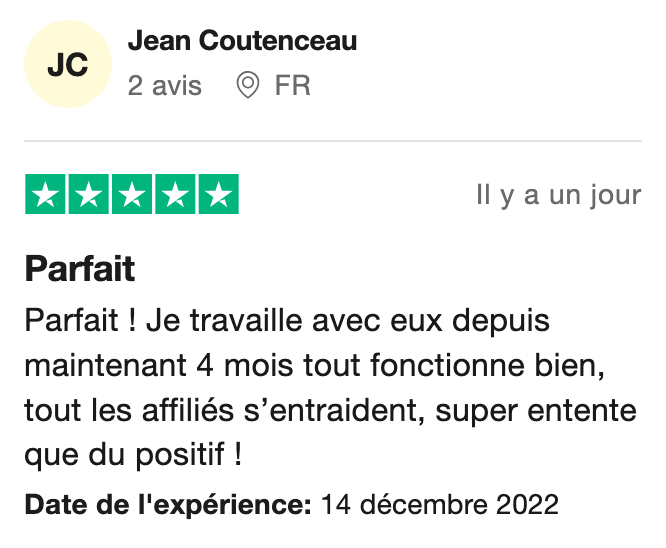 JC
Jean Coutenceau
2 avis FR
Il y a un jour
Parfait
Parfait ! Je travaille avec eux depuis
maintenant 4 mois tout fonctionne bien,
tout les affiliés s’entraident, super entente
que du positif !
Date de l'expérience: 14 décembre 2022